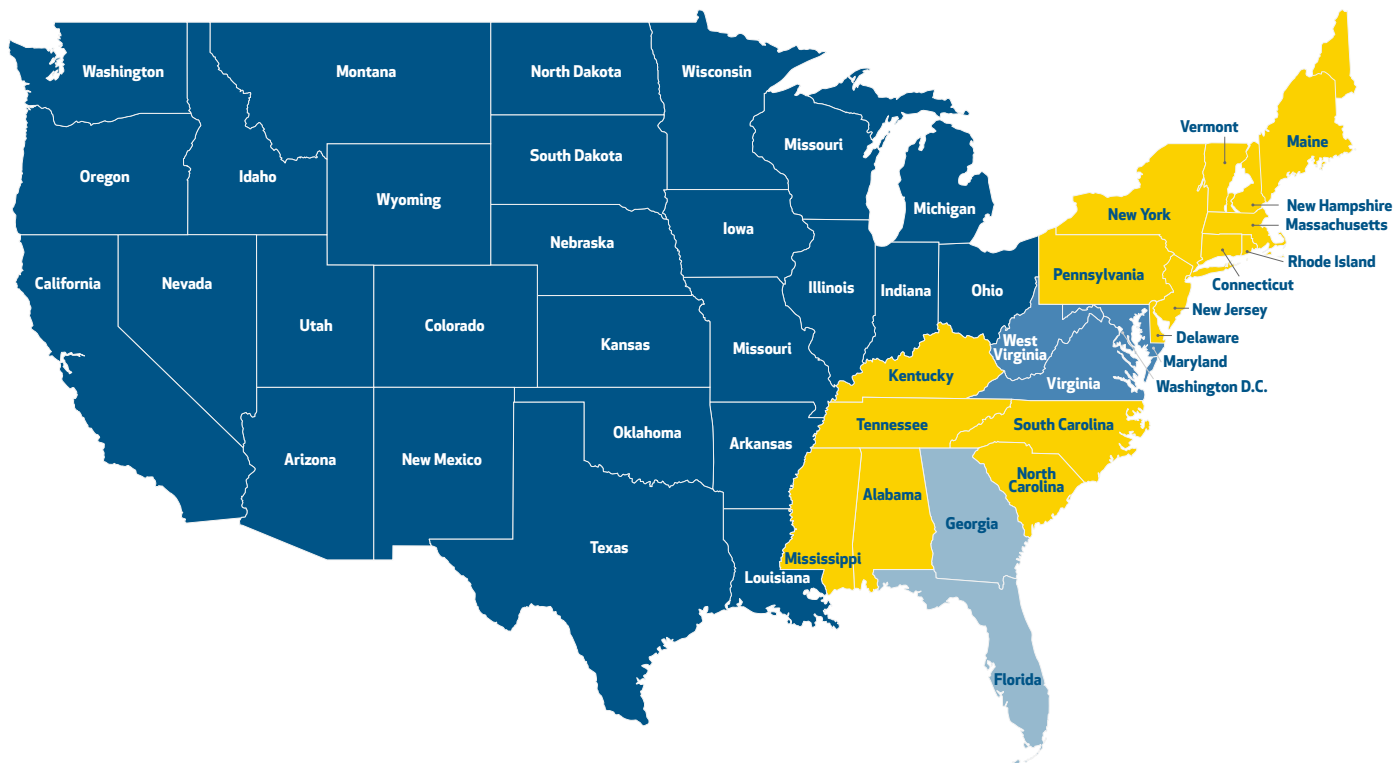 Washington
Montana
North Dakota
Wisconsin
Vermont
Maine
Missouri
South Dakota
Oregon
Idaho
Wyoming
Michigan
New York
New Hampshire
Massachusetts
Iowa
Nebraska
Rhode Island
Pennsylvania
California
Nevada
Illinois
Indiana
Ohio
Connecticut
New Jersey
Utah
Colorado
Kansas
Missouri
West
Virginia
Delaware
Maryland
Kentucky
Virginia
Washington D.C.
Tennessee
South Carolina
Oklahoma
Arkansas
Arizona
New Mexico
North
Carolina
Alabama
Georgia
Texas
Mississippi
Louisiana
Florida